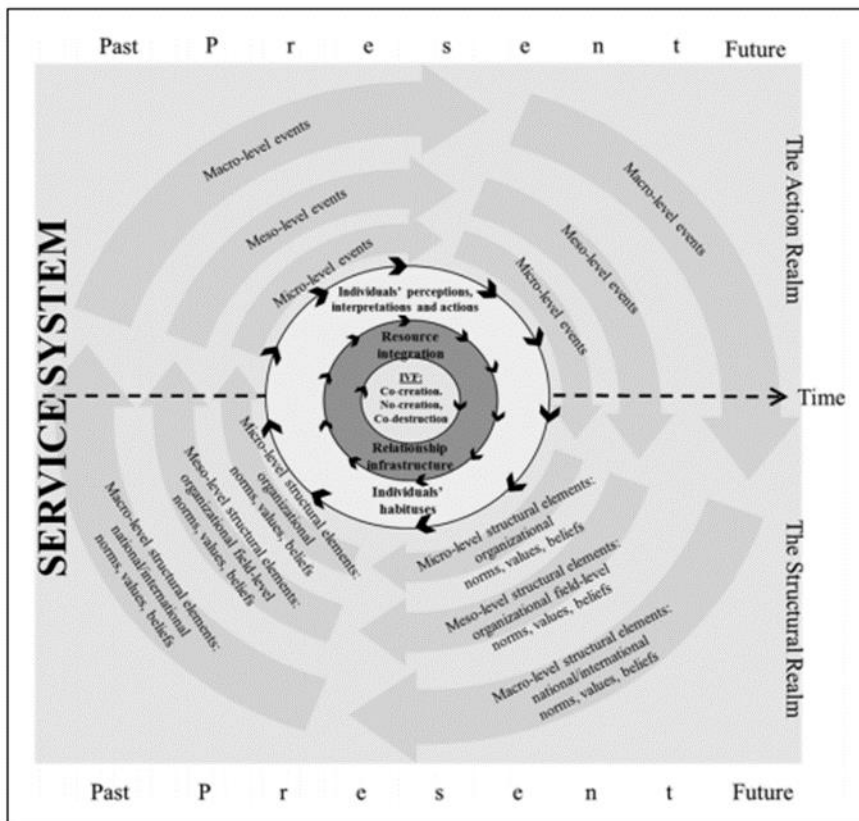 Past P r e s e n t Future
The Action Realm
Macro-level events
Macro-level events
Meso-level events
Meso-level events
Micro-level events
Micro-level events
Individuals' perceptions,
interpretations and actions
Resource
integration
IVF:
Co-creation.
No-creation,
Co-destruction
SERVICE SYSTEM
Time
Relationship
infrastructure
Individuals'
habituses
Micro-level structural elements:
organizational
norms, values, beliefs
Meso-level structural elements:
organizational field-level
norms, values, beliefs
Macro-level structural elements:
national/international
norms, values, beliefs
Micro-level structural elements:
organizational
norms, values, beliefs
Meso-level structural elements:
organizational field-level
norms, values, beliefs
Macro-level structural elements:
national/international
norms, values, beliefs
The Structural Realm
Past P r e s e n t Future